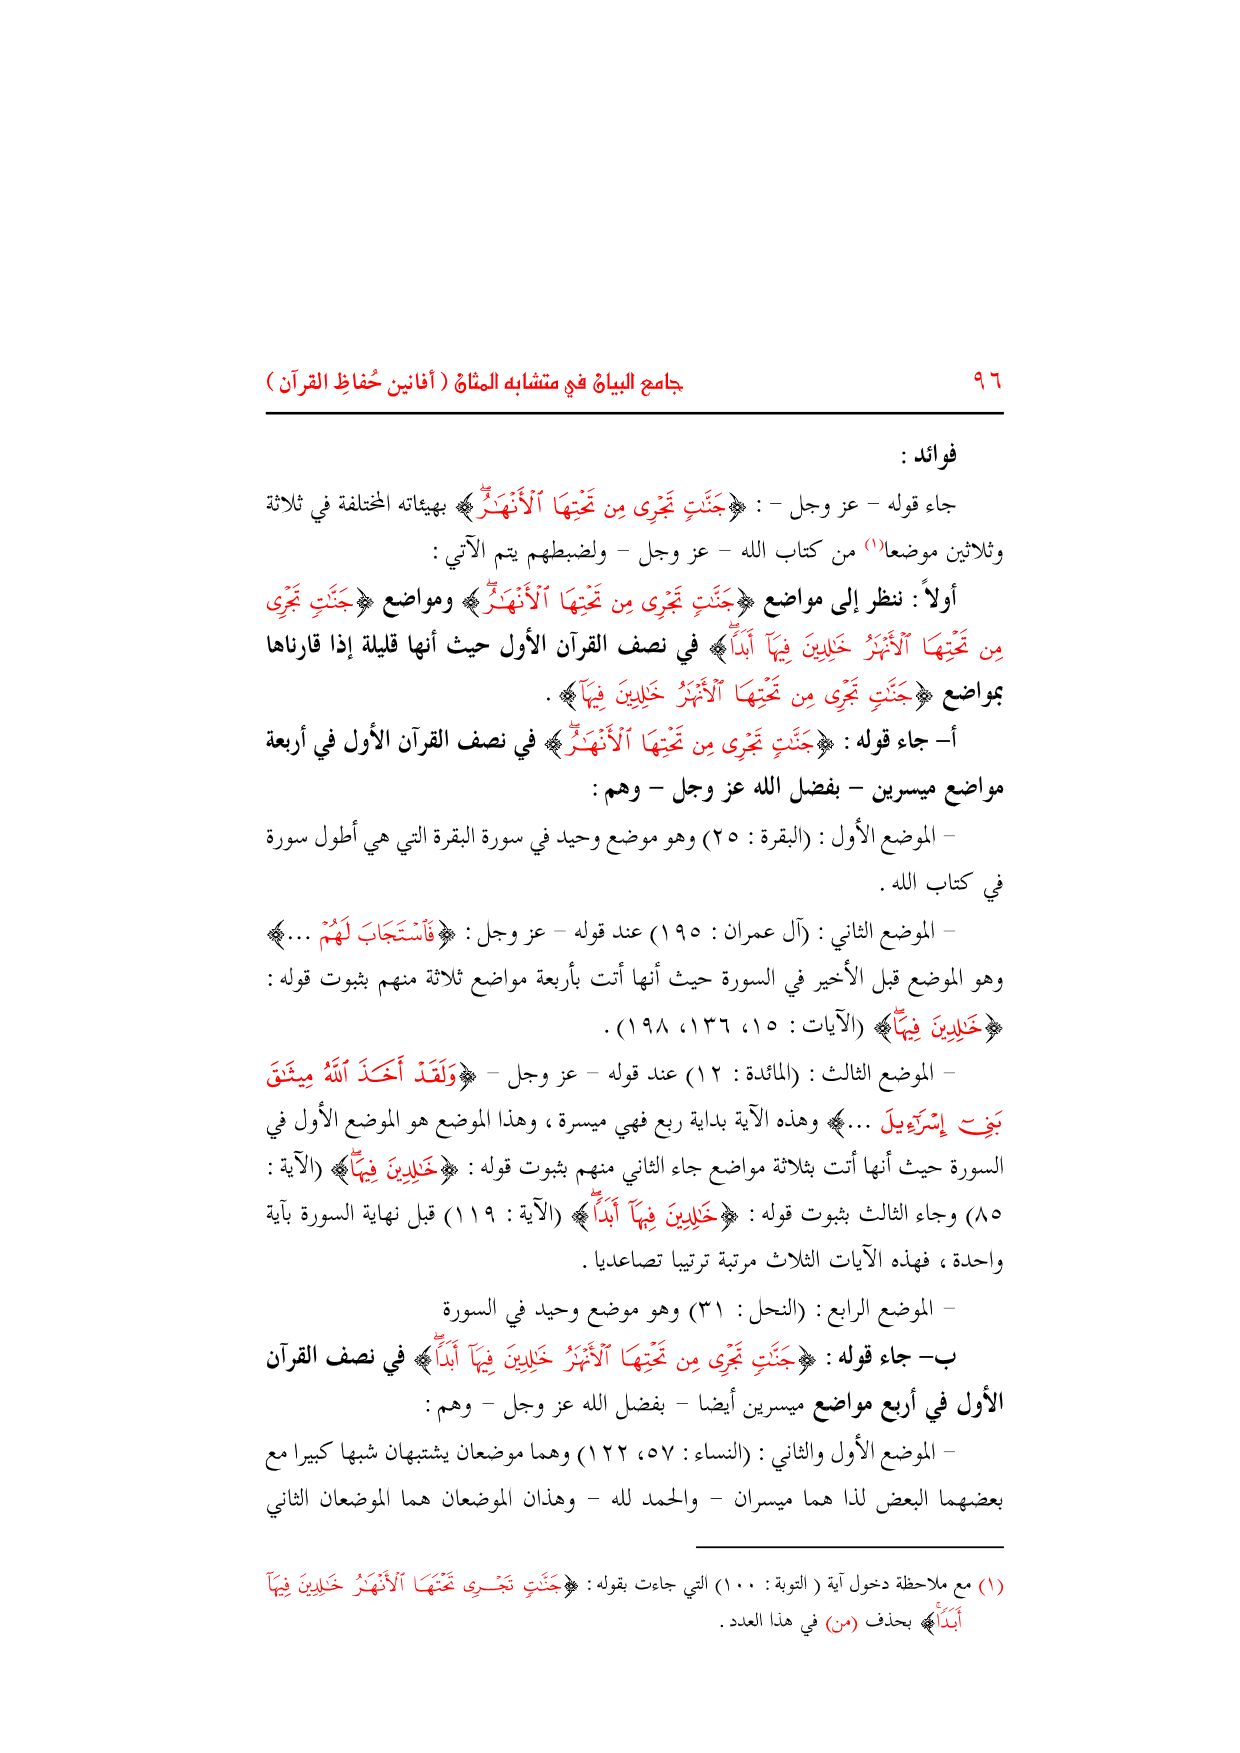 ٩٦ جامع البيان في متشابه المثان ( أفانين حُفاظِ القرآن )
فوائد :
جاء قوله – عز وجل – : ﴿جَنَّٰتٍ تَجْرِى مِن تَحْتِهَا ٱلْأَنْهَٰرُۖ﴾ بهيئاته المختلفة في ثلاثة
وثلاثين موضعا(١) من كتاب الله – عز وجل – ولضبطهم يتم الآتي :
أولاً : ننظر إلى مواضع ﴿جَنَّٰتٍ تَجْرِى مِن تَحْتِهَا ٱلْأَنْهَٰرُۖ﴾ ومواضع ﴿جَنَّٰتٍ تَجْرِى
مِن تَحْتِهَا ٱلْأَنْهَٰرُ خَٰلِدِينَ فِيهَآ أَبَدًاۖ﴾ في نصف القرآن الأول حيث أنها قليلة إذا قارناها
بمواضع ﴿جَنَّٰتٍ تَجْرِى مِن تَحْتِهَا ٱلْأَنْهَٰرُ خَٰلِدِينَ فِيهَآ﴾ .
أ– جاء قوله : ﴿جَنَّٰتٍ تَجْرِى مِن تَحْتِهَا ٱلْأَنْهَٰرُۖ﴾ في نصف القرآن الأول في أربعة
مواضع ميسرين – بفضل الله عز وجل – وهم :
– الموضع الأول : (البقرة : ٢٥) وهو موضع وحيد في سورة البقرة التي هي أطول سورة
في كتاب الله .
– الموضع الثاني : (آل عمران : ١٩٥) عند قوله – عز وجل : ﴿فَٱسْتَجَابَ لَهُمْ ...﴾
وهو الموضع قبل الأخير في السورة حيث أنها أتت بأربعة مواضع ثلاثة منهم بثبوت قوله :
﴿خَٰلِدِينَ فِيهَاۖ﴾ (الآيات : ١٥، ١٣٦، ١٩٨) .
– الموضع الثالث : (المائدة : ١٢) عند قوله – عز وجل – ﴿وَلَقَدْ أَخَذَ ٱللَّهُ مِيثَٰقَ
بَنِىٓ إِسْرَٰٓءِيلَ ...﴾ وهذه الآية بداية ربع فهي ميسرة ، وهذا الموضع هو الموضع الأول في
السورة حيث أنها أتت بثلاثة مواضع جاء الثاني منهم بثبوت قوله : ﴿خَٰلِدِينَ فِيهَاۖ﴾ (الآية :
٨٥) وجاء الثالث بثبوت قوله : ﴿خَٰلِدِينَ فِيهَآ أَبَدًاۖ﴾ (الآية : ١١٩) قبل نهاية السورة بآية
واحدة ، فهذه الآيات الثلاث مرتبة ترتيبا تصاعديا .
– الموضع الرابع : (النحل : ٣١) وهو موضع وحيد في السورة
ب– جاء قوله : ﴿جَنَّٰتٍ تَجْرِى مِن تَحْتِهَا ٱلْأَنْهَٰرُ خَٰلِدِينَ فِيهَآ أَبَدًاۖ﴾ في نصف القرآن
الأول في أربع مواضع ميسرين أيضا – بفضل الله عز وجل – وهم :
– الموضع الأول والثاني : (النساء : ٥٧، ١٢٢) وهما موضعان يشتبهان شبها كبيرا مع
بعضهما البعض لذا هما ميسران – والحمد لله – وهذان الموضعان هما الموضعان الثاني
(١) مع ملاحظة دخول آية ( التوبة : ١٠٠) التي جاءت بقوله : ﴿جَنَّٰتٍ تَجْرِى تَحْتَهَا ٱلْأَنْهَٰرُ خَٰلِدِينَ فِيهَآ
أَبَدًاۚ﴾ بحذف (من) في هذا العدد .